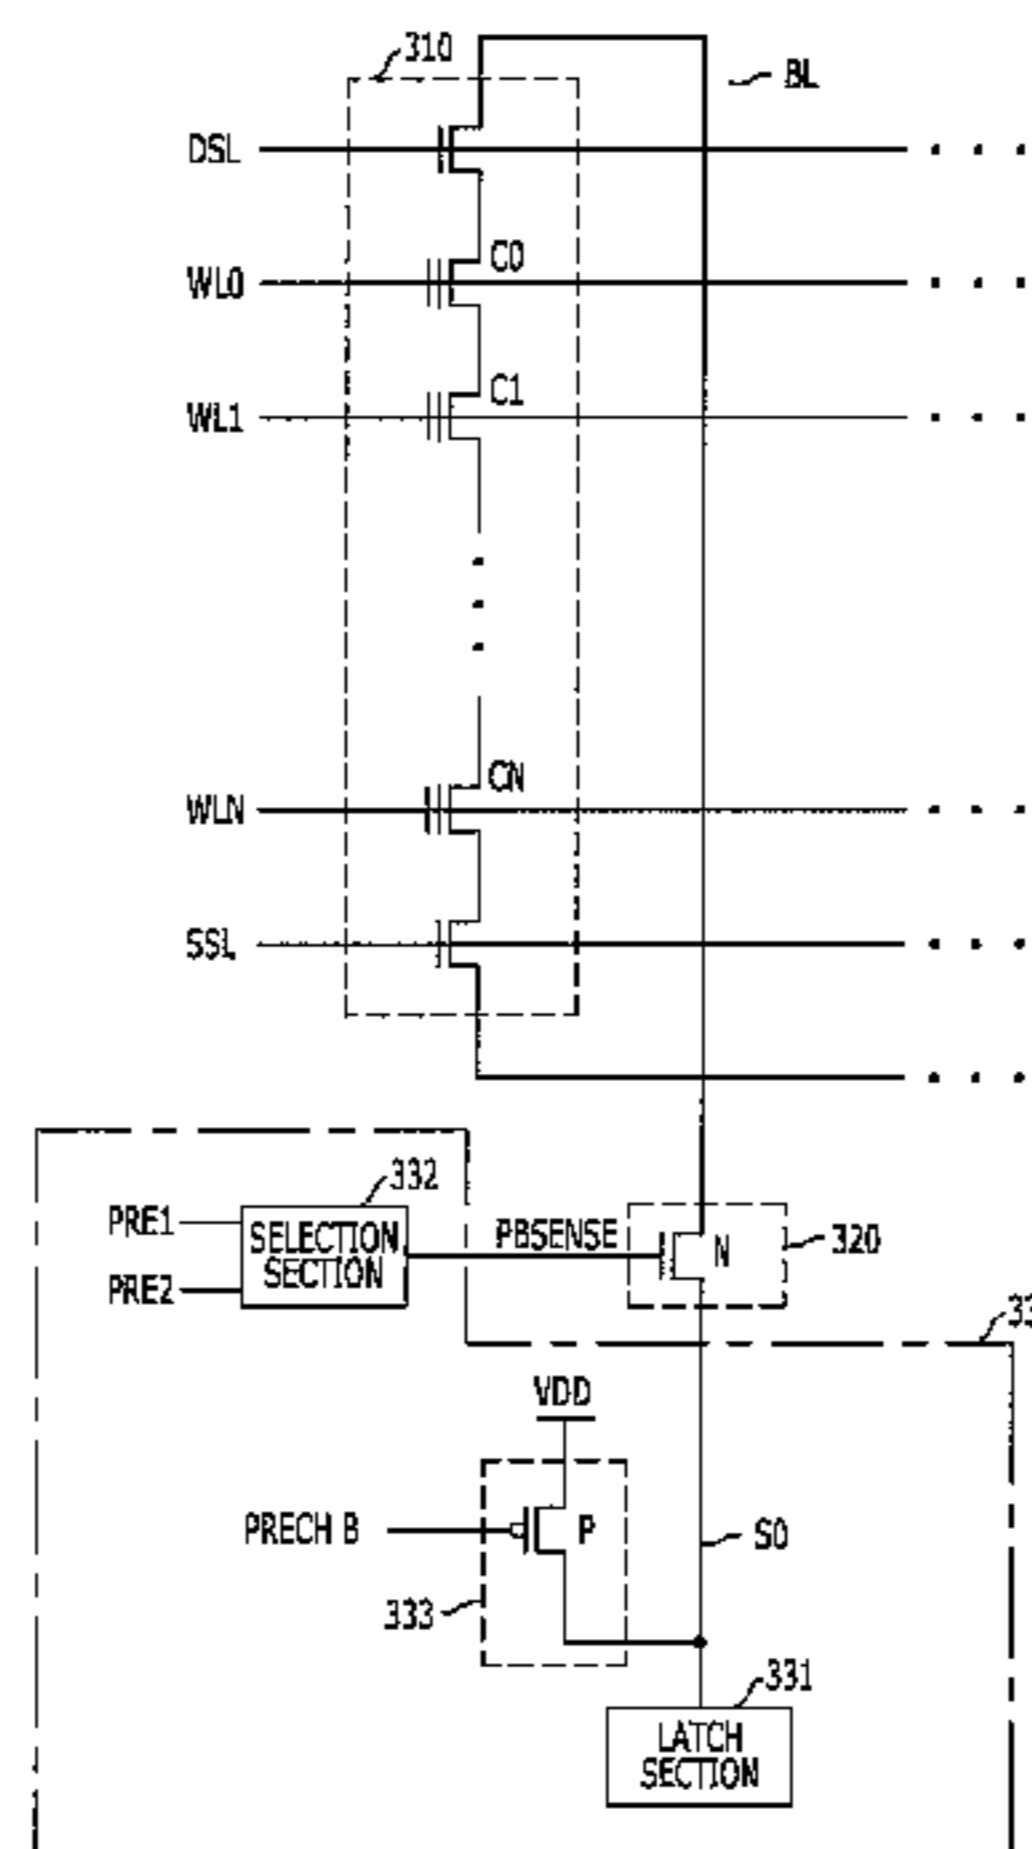 310
BL
DSL
C0
WL0
C1
WL1
CN
WLN
SSL
332
PRE1
SELECTION
SECTION
PBSENSE
N
320
PRE2
VDD
PRECH B
P
SO
333
331
LATCH
SECTION